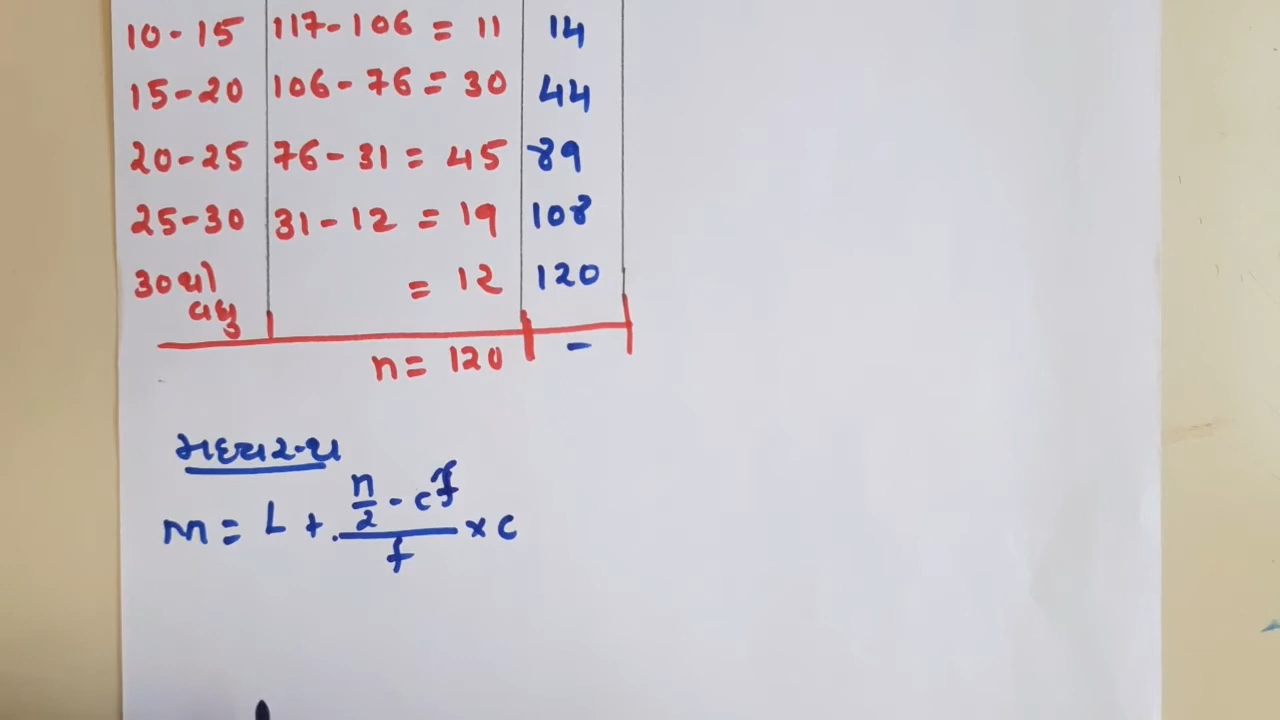 10-15 117-106 = 11 14
15-20 106-76 = 30 44
20-25 76-31 = 45 89
25-30 31-12 = 19 108
30થી વધુ = 12 120
n = 120 -
મધ્યસ્થ
m = L + (n/2 - cf)/f × c